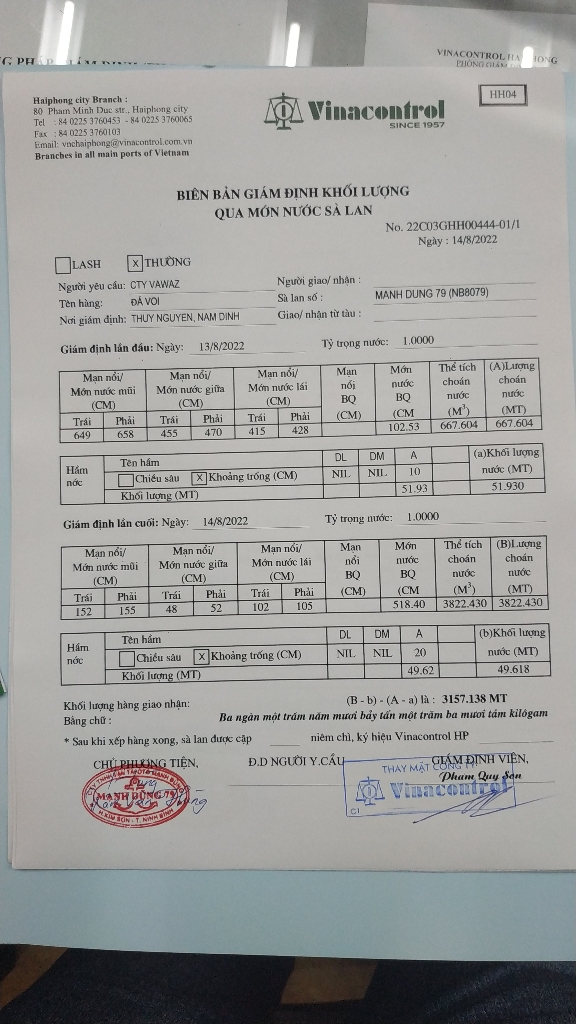 VINACONTROL HAIPHONG
Haiphong city Branch :
80 Pham Minh Duc str., Haiphong city
Tel : 84 0225 3760453 - 84 0225 3760065
Fax : 84 0225 3760103
Email: vnchaiphong@vinacontrol.com.vn
Branches in all main ports of Vietnam
Vinacontrol
SINCE 1957
HH04
BIÊN BẢN GIÁM ĐỊNH KHỐI LƯỢNG
QUA MỚN NƯỚC SÀ LAN
No. 22C03GHH00444-01/1
Ngày : 14/8/2022
LASH X THƯỜNG
Người yêu cầu: CTY VAWAZ Người giao/ nhận :
Tên hàng: ĐÁ VÔI Sà lan số : MANH DUNG 79 (NB8079)
Nơi giám định: THUY NGUYEN, NAM DINH Giao/ nhận từ tàu :
Giám định lần đầu: Ngày: 13/8/2022 Tỷ trọng nước: 1.0000
Mạn nổi/ Mớn nước mũi (CM) Mạn nổi/ Mớn nước giữa (CM) Mạn nổi/ Mớn nước lái (CM) Mạn nổi BQ (CM) Mớn nước BQ (CM Thể tích choán nước (M³) (A)Lượng choán nước (MT)
Trái Phải Trái Phải Trái Phải
649 658 455 470 415 428 102.53 667.604 667.604
Hầm nớc Tên hầm DL DM A (a)Khối lượng nước (MT)
Chiều sâu X Khoảng trống (CM) NIL NIL 10
Khối lượng (MT) 51.93 51.930
Giám định lần cuối: Ngày: 14/8/2022 Tỷ trọng nước: 1.0000
Mạn nổi/ Mớn nước mũi (CM) Mạn nổi/ Mớn nước giữa (CM) Mạn nổi/ Mớn nước lái (CM) Mạn nổi BQ (CM) Mớn nước BQ (CM) Thể tích choán nước (M³) (B)Lượng choán nước (MT)
Trái Phải Trái Phải Trái Phải
152 155 48 52 102 105 518.40 3822.430 3822.430
Hầm nớc Tên hầm DL DM A (b)Khối lượng nước (MT)
Chiều sâu X Khoảng trống (CM) NIL NIL 20
Khối lượng (MT) 49.62 49.618
Khối lượng hàng giao nhận: (B - b) - (A - a) là : 3157.138 MT
Bằng chữ : Ba ngàn một trăm năm mươi bảy tấn một trăm ba mươi tám kilôgam
* Sau khi xếp hàng xong, sà lan được cặp niêm chì, ký hiệu Vinacontrol HP
CHỦ PHƯƠNG TIỆN, Đ.D NGƯỜI Y.CẦU GIÁM ĐỊNH VIÊN,
THAY MẶT CÔNG TY
Pham Quy Son
Vinacontrol
C1
MẠNH DŨNG 79
H.KIM SƠN - T. NINH BÌNH